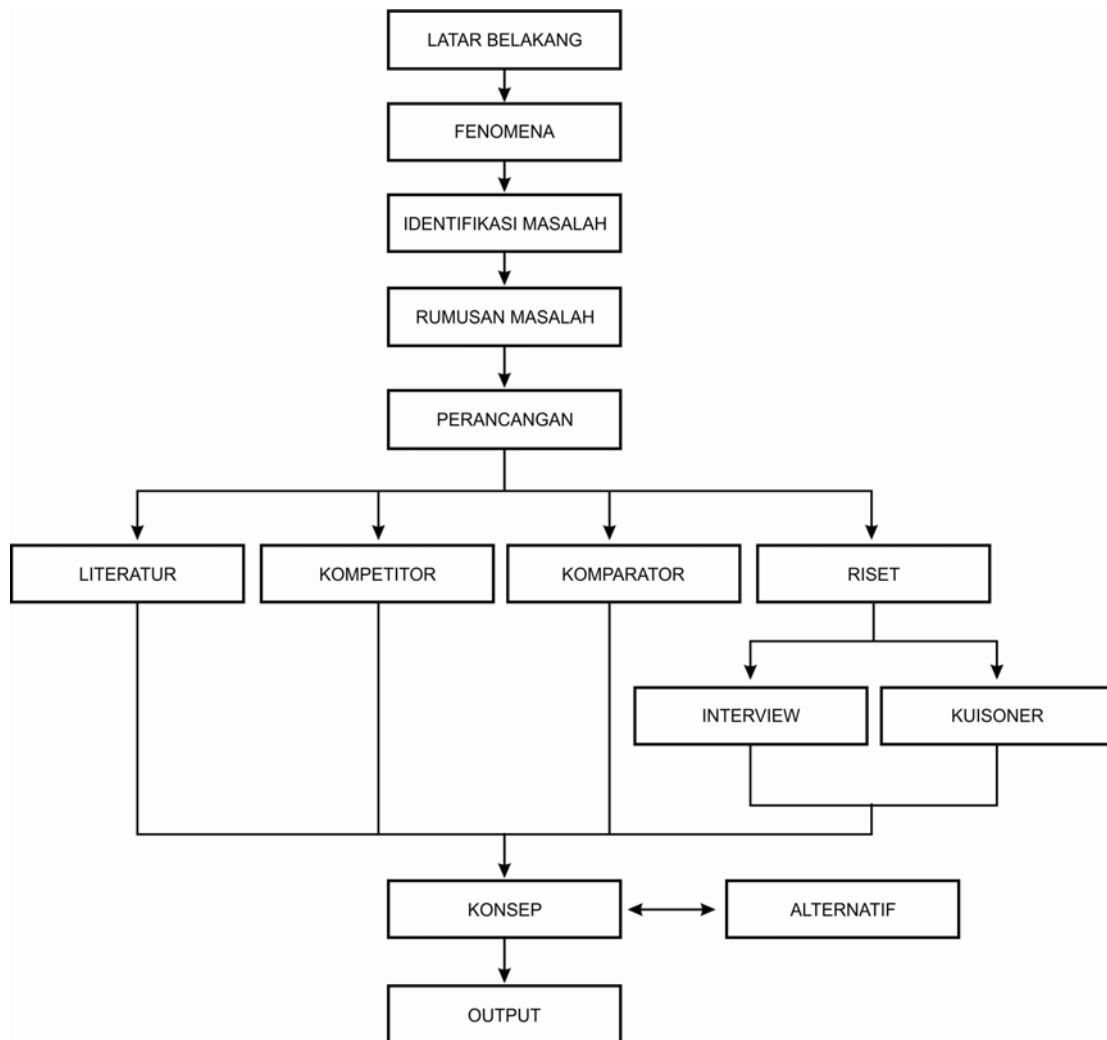 LATAR BELAKANG
FENOMENA
IDENTIFIKASI MASALAH
RUMUSAN MASALAH
PERANCANGAN
LITERATUR
KOMPETITOR
KOMPARATOR
RISET
INTERVIEW
KUISONER
KONSEP
ALTERNATIF
OUTPUT